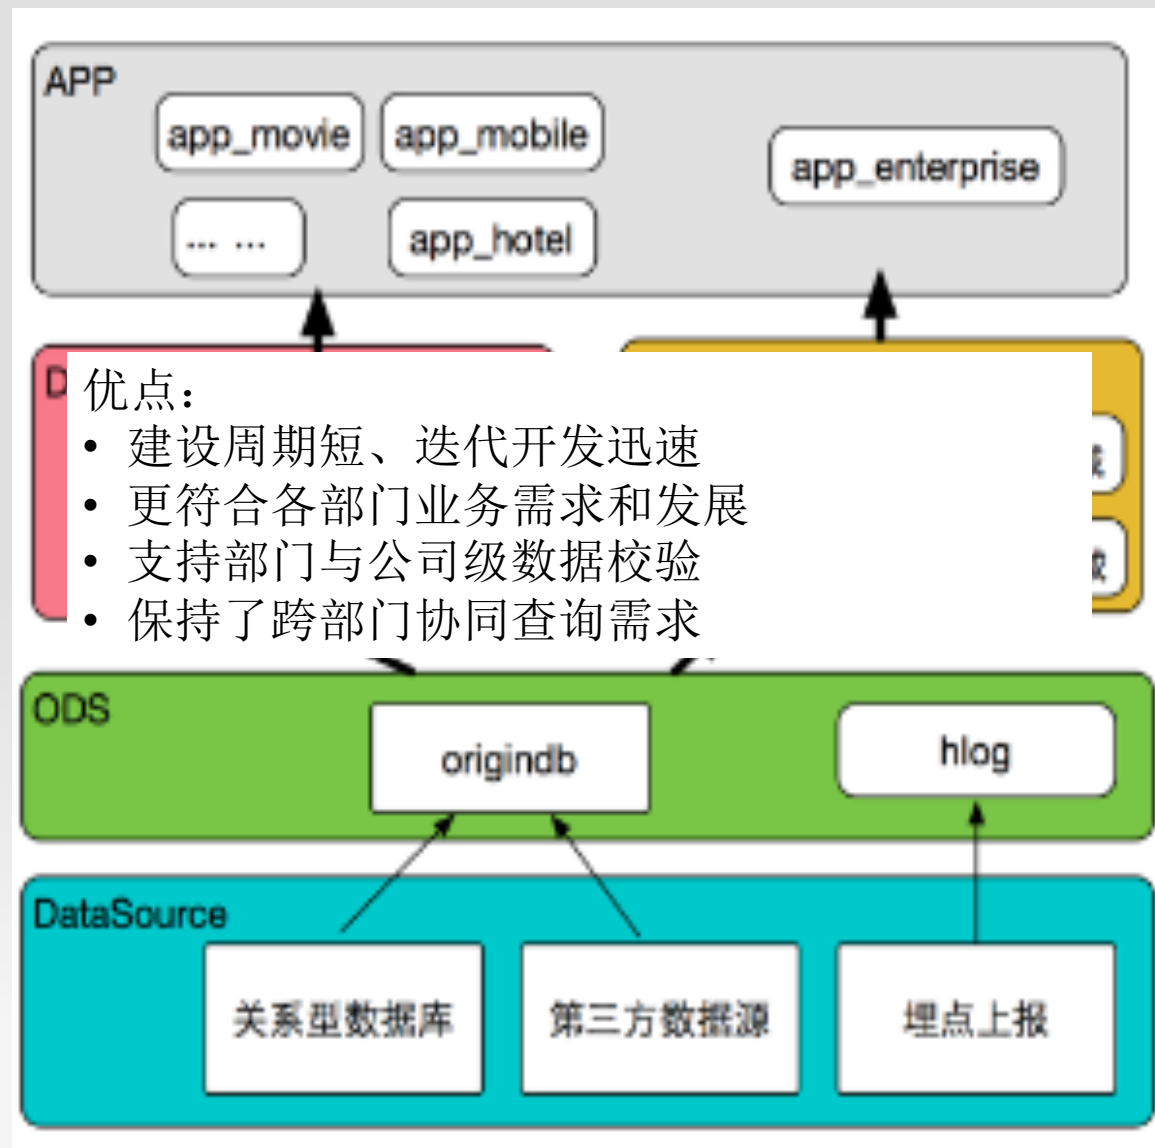 APP
app_movie
app_mobile
app_enterprise
... ...
app_hotel
D
优点：
• 建设周期短、迭代开发迅速
• 更符合各部门业务需求和发展
• 支持部门与公司级数据校验
• 保持了跨部门协同查询需求
ODS
origindb
hlog
DataSource
关系型数据库
第三方数据源
埋点上报